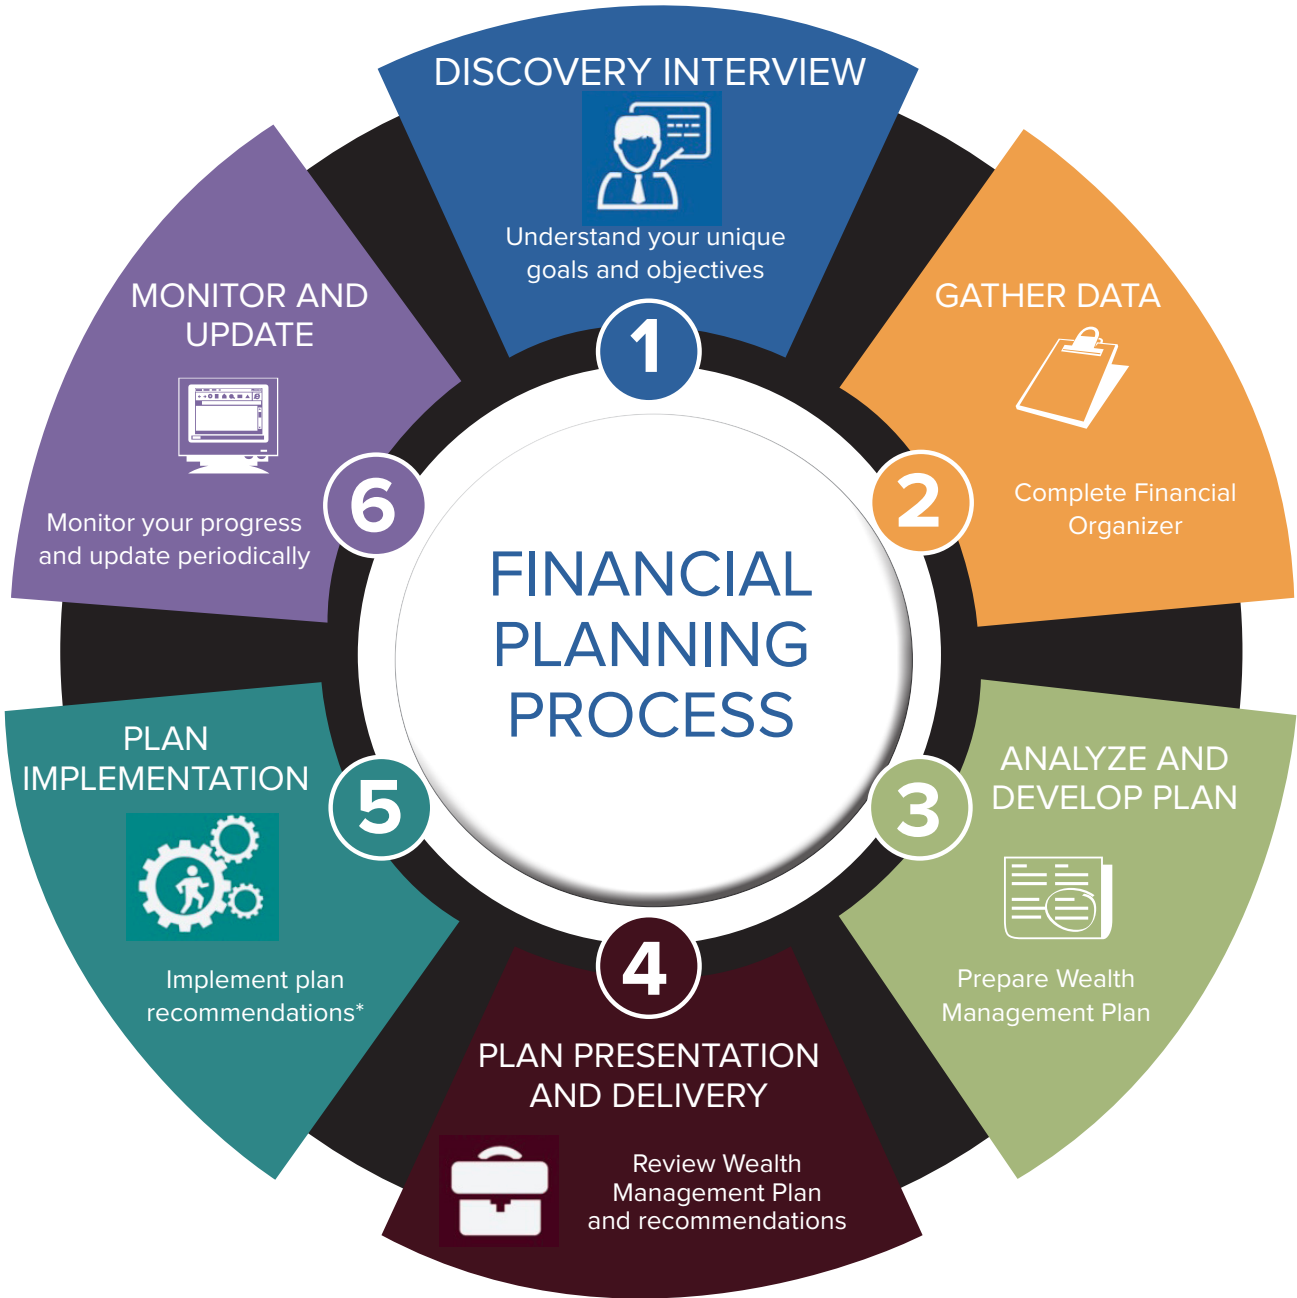 DISCOVERY INTERVIEW
Understand your unique
goals and objectives
1
GATHER DATA
Complete Financial
Organizer
2
ANALYZE AND
DEVELOP PLAN
Prepare Wealth
Management Plan
3
4
PLAN PRESENTATION
AND DELIVERY
Review Wealth
Management Plan
and recommendations
PLAN
IMPLEMENTATION
5
Implement plan
recommendations*
MONITOR AND
UPDATE
6
Monitor your progress
and update periodically
FINANCIAL
PLANNING
PROCESS